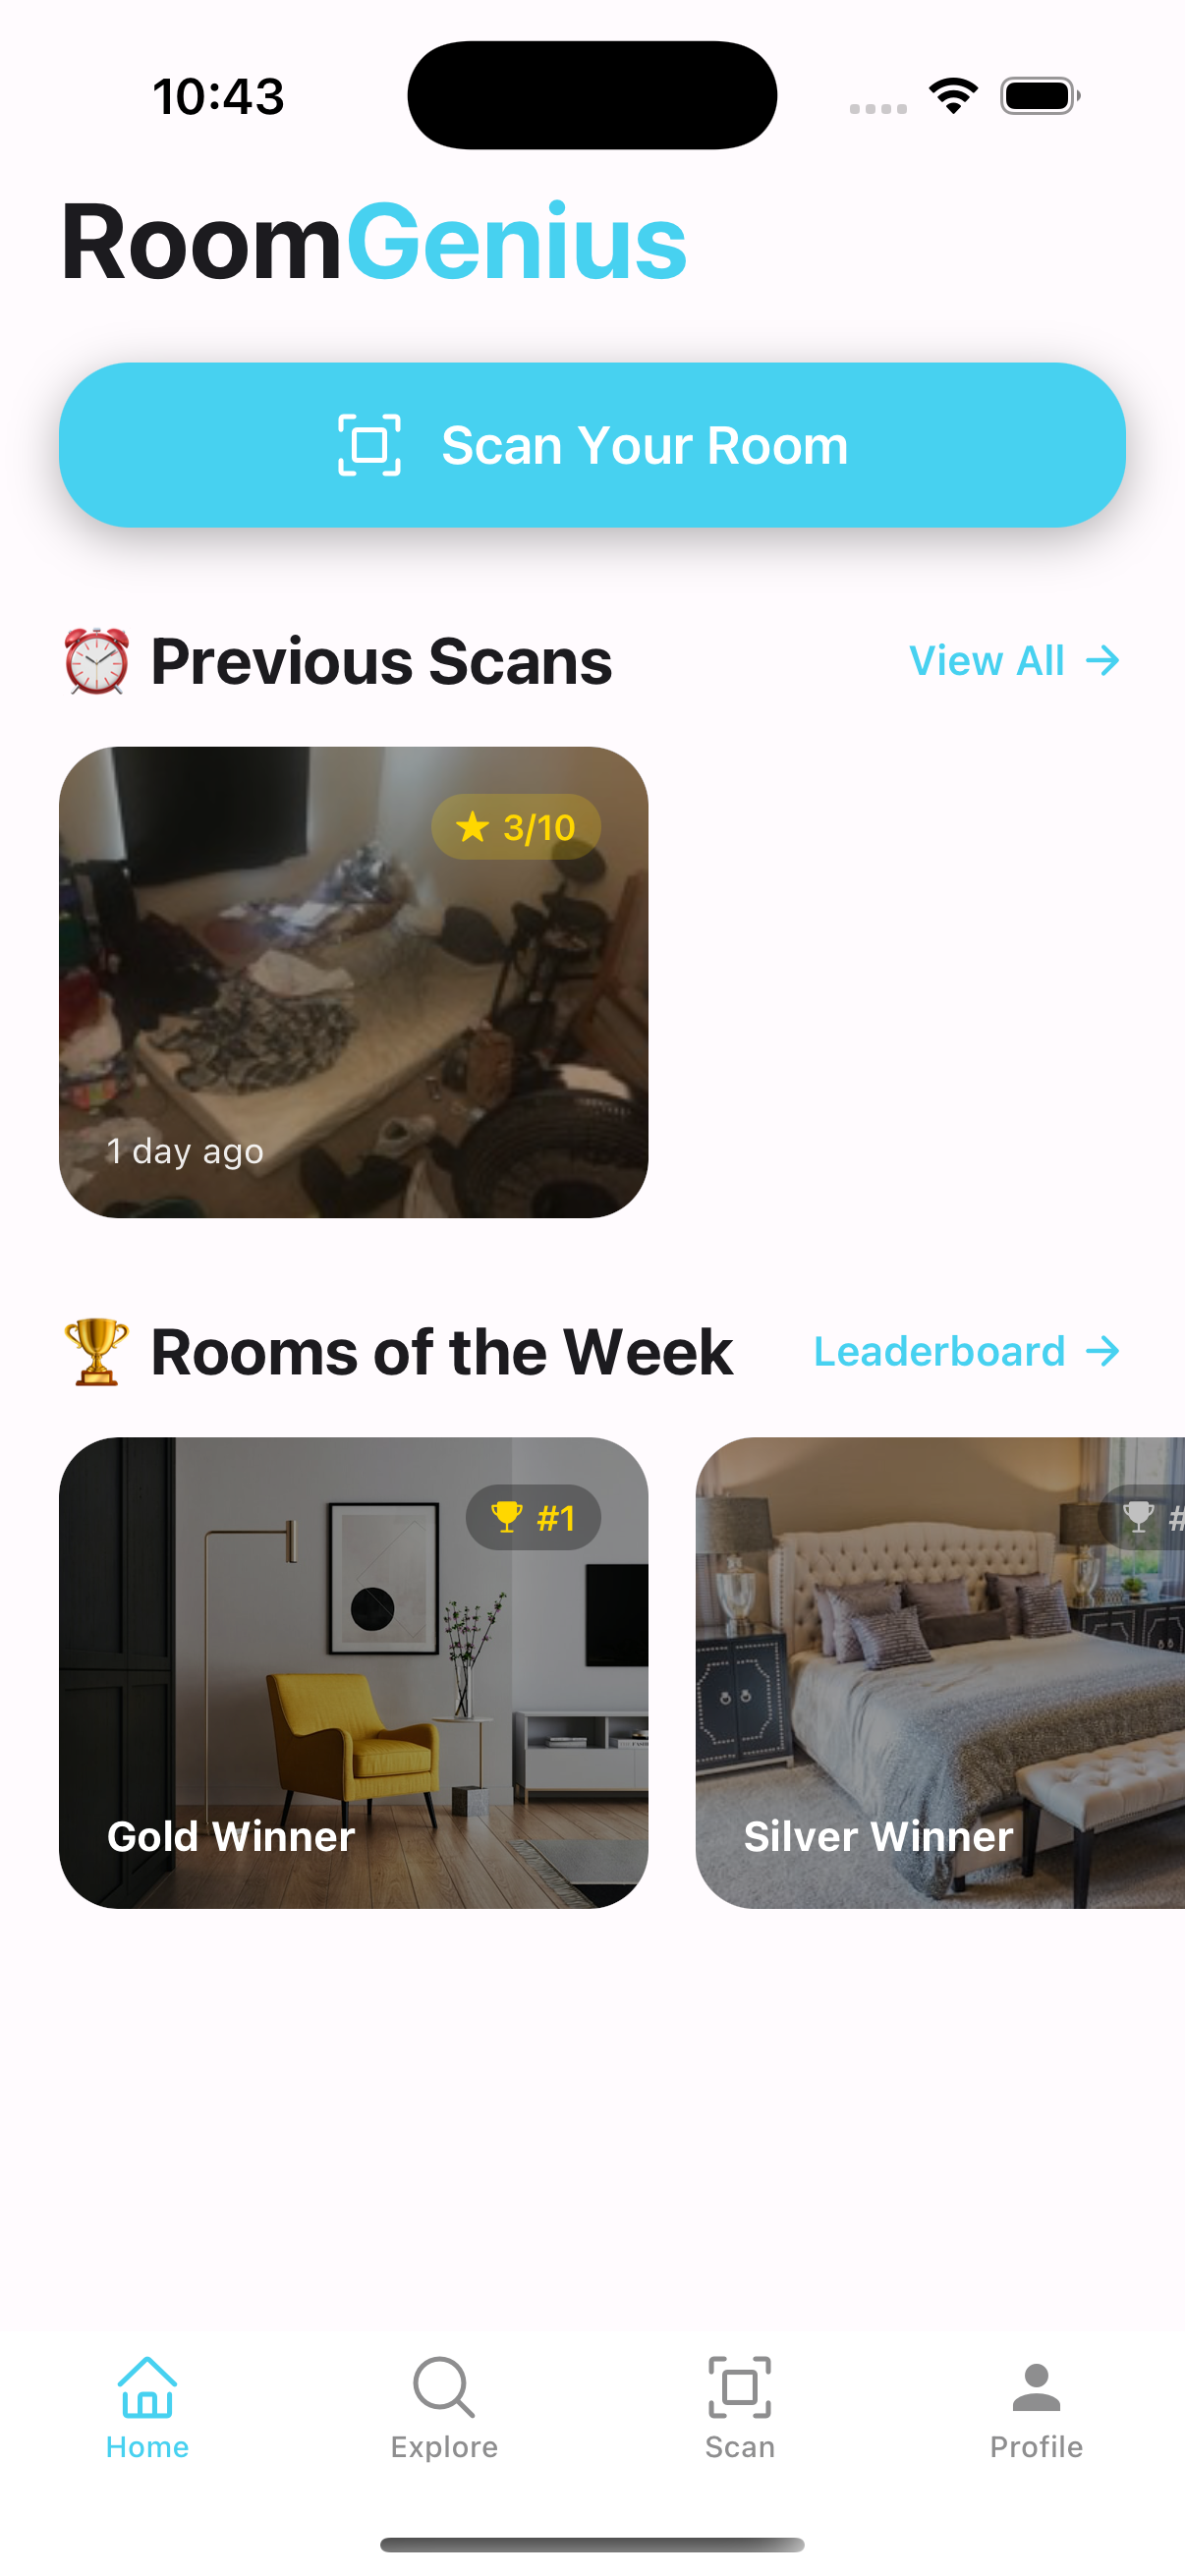 10:43
RoomGenius
Scan Your Room
Previous Scans
View All
3/10
1 day ago
Rooms of the Week
Leaderboard
#1
#
Gold Winner
Silver Winner
Home
Explore
Scan
Profile